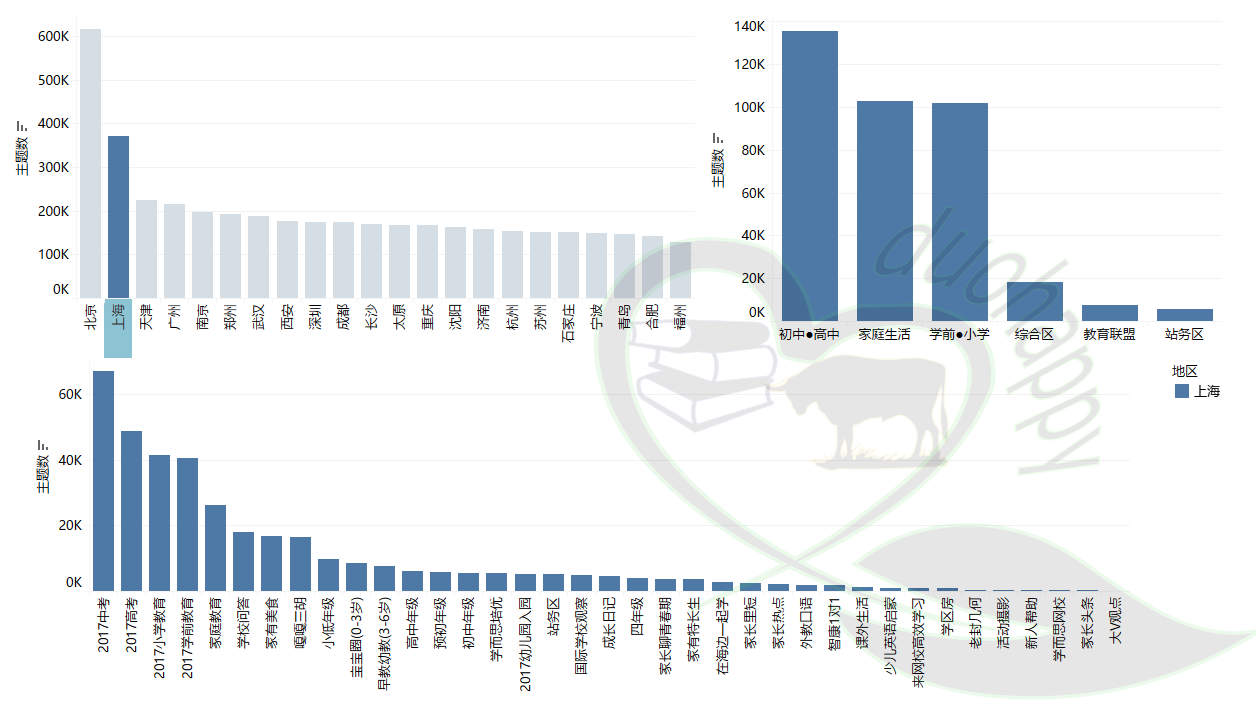 600K
500K
400K
300K
200K
100K
0K
主题数
北京
上海
天津
广州
南京
郑州
武汉
西安
深圳
成都
长沙
太原
重庆
沈阳
济南
杭州
苏州
石家庄
宁波
青岛
合肥
福州
140K
120K
100K
80K
60K
40K
20K
0K
主题数
初中●高中
家庭生活
学前●小学
综合区
教育联盟
站务区
地区
上海
60K
40K
20K
0K
主题数
2017中考
2017高考
2017小学教育
2017学前教育
家庭教育
学校问答
家有美食
嘎嘎三胡
小低年级
圭圭圈(0-3岁)
早教幼教(3-6岁)
高中年级
预初年级
初中年级
学而思培优
2017幼儿园入园
站务区
国际学校观察
成长日记
四年级
家长聊青春期
家有特长生
在海边一起学
家长里短
家长热点
外教口语
智康1对1
课外生活
少儿英语启蒙
来网校高效学习
学区房
老封几何
活动摄影
新人帮助
学而思网校
家长头条
大V观点
duohappy